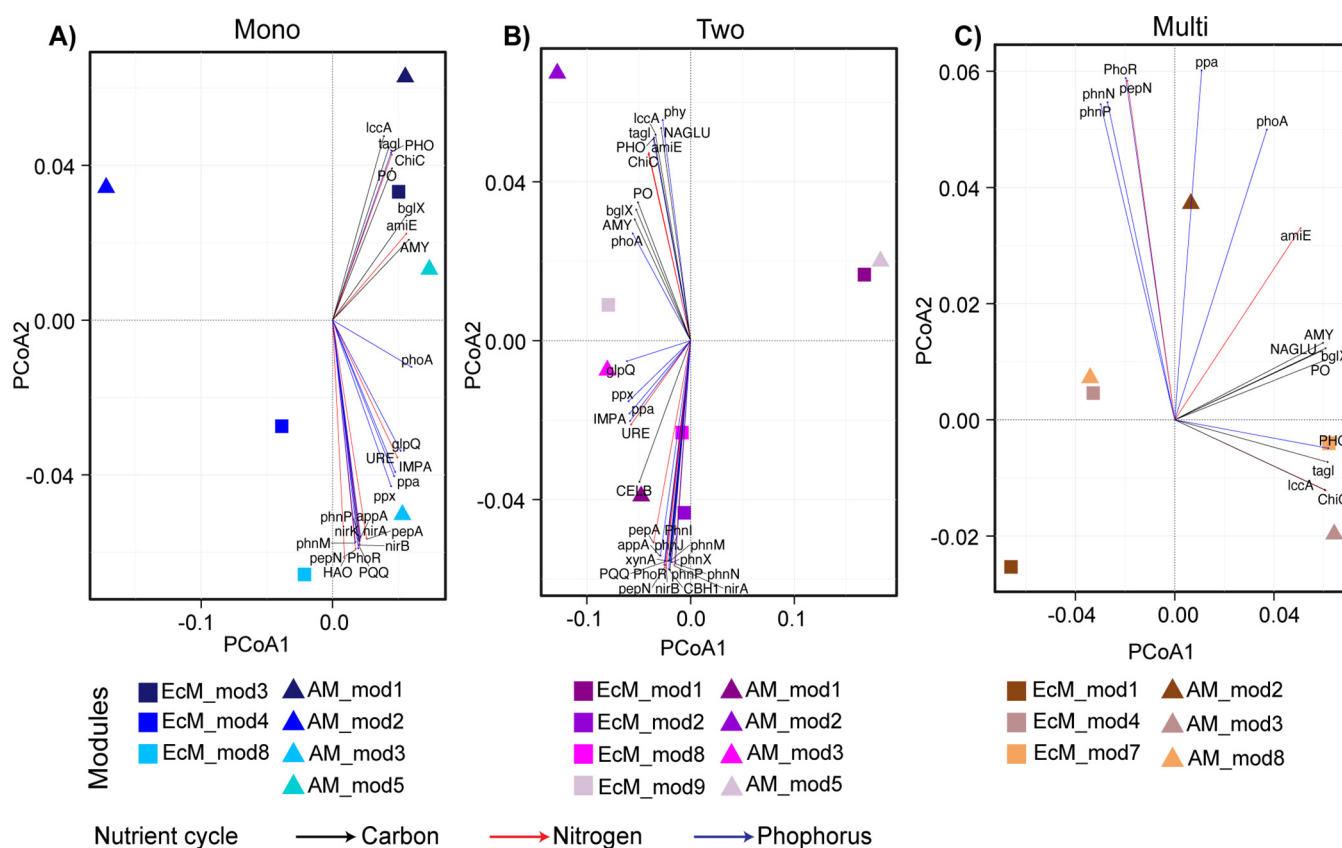 A) Mono
0.04
0.00
-0.04
PCoA2
-0.1
0.0
PCoA1
lccA
tagl PHO
ChiC
PO
bglX
amiE
AMY
phoA
glpQ
URE IMPA
ppa
ppx
phnP appA
nirK nirA pepA
phnM nirB
pepN PhoR
HAO PQQ
B) Two
0.04
0.00
-0.04
PCoA2
-0.1
0.0
0.1
PCoA1
lccA phy
tagl NAGLU
PHO amiE
ChiC
PO
bglX
AMY
phoA
glpQ
ppx
IMPA ppa
URE
CELB
pepA PhnI
appA phnJ phnM
xynA phnX
PQQ PhoR phnP phnN
pepN nirB CBH1 nirA
C) Multi
0.06
0.04
0.02
0.00
-0.02
PCoA2
-0.04
0.00
0.04
PCoA1
PhoR ppa
phnN pepN
phnP phoA
amiE
AMY
NAGLU bglX
PO
PHO
tagl
lccA ChiC
Modules
EcM_mod3 AM_mod1
EcM_mod4 AM_mod2
EcM_mod8 AM_mod3
AM_mod5
EcM_mod1 AM_mod1
EcM_mod2 AM_mod2
EcM_mod8 AM_mod3
EcM_mod9 AM_mod5
EcM_mod1 AM_mod2
EcM_mod4 AM_mod3
EcM_mod7 AM_mod8
Nutrient cycle Carbon Nitrogen Phophorus